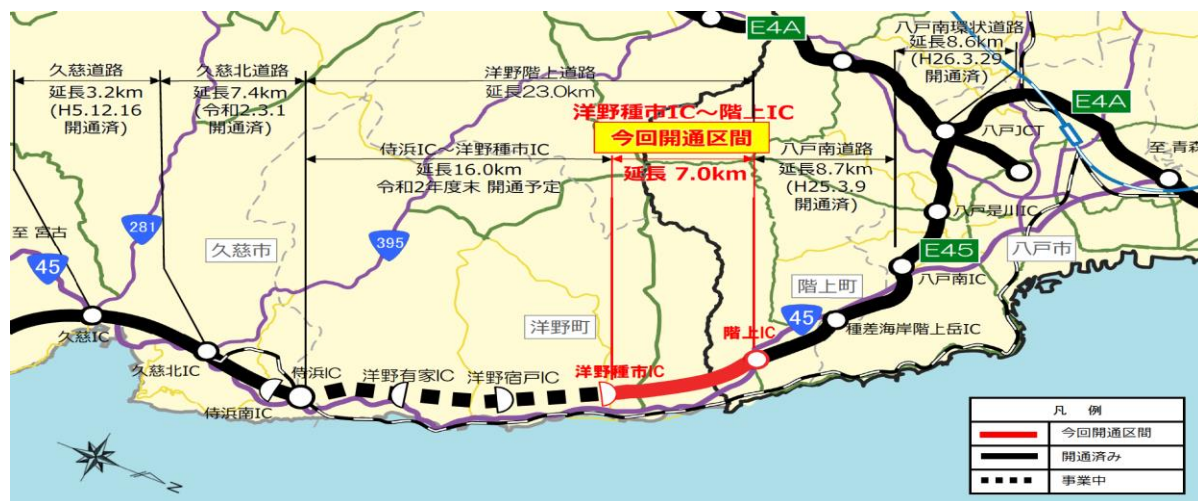 E4A
八戸南環状道路
延長8.6km
(H26.3.29
開通済)
久慈道路
延長3.2km
(H5.12.16
開通済)
久慈北道路
延長7.4km
(令和2.3.1
開通済)
洋野階上道路
延長23.0km
洋野種市IC～階上IC
今回開通区間
延長 7.0km
侍浜IC～洋野種市IC
延長16.0km
令和2年度末 開通予定
八戸南道路
延長8.7km
(H25.3.9
開通済)
E4A
八戸JCT
至 青森
八戸是川IC
至 宮古
281
395
久慈市
45
E45
八戸市
八戸南IC
階上町
洋野町
45
種差海岸階上岳IC
久慈IC
階上IC
久慈北IC
侍浜IC
洋野有家IC
洋野宿戸IC
洋野種市IC
侍浜南IC
N
凡 例
今回開通区間
開通済み
事業中